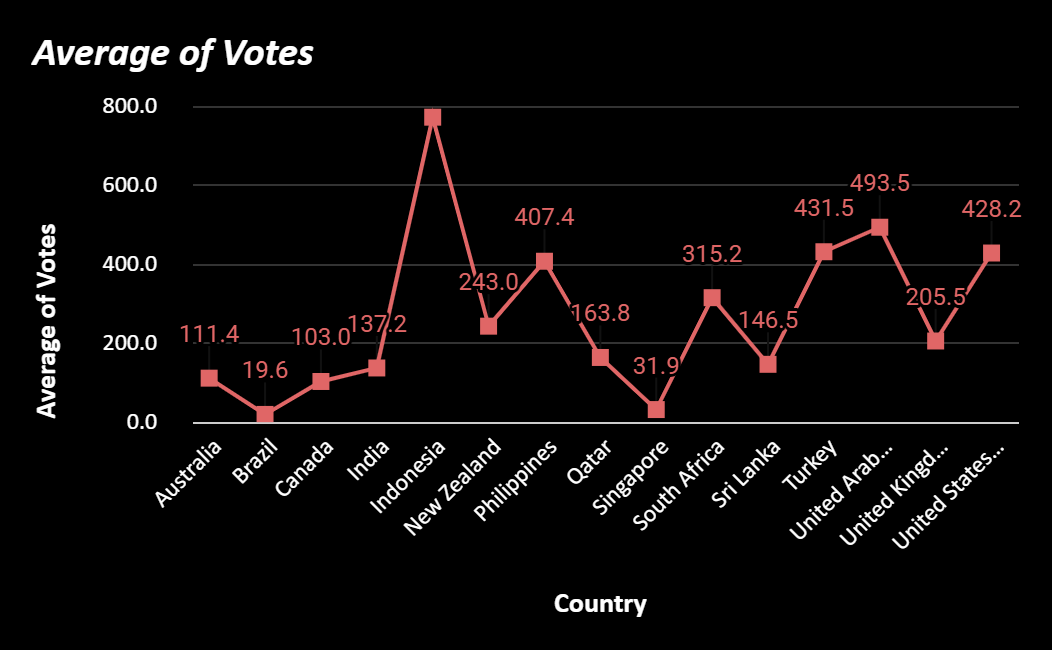 Average of Votes
800.0
600.0
400.0
200.0
0.0
Average of Votes
111.4
19.6
103.0
137.2
243.0
407.4
163.8
31.9
315.2
146.5
431.5
493.5
205.5
428.2
Australia
Brazil
Canada
India
Indonesia
New Zealand
Philippines
Qatar
Singapore
South Africa
Sri Lanka
Turkey
United Arab...
United Kingd...
United States...
Country